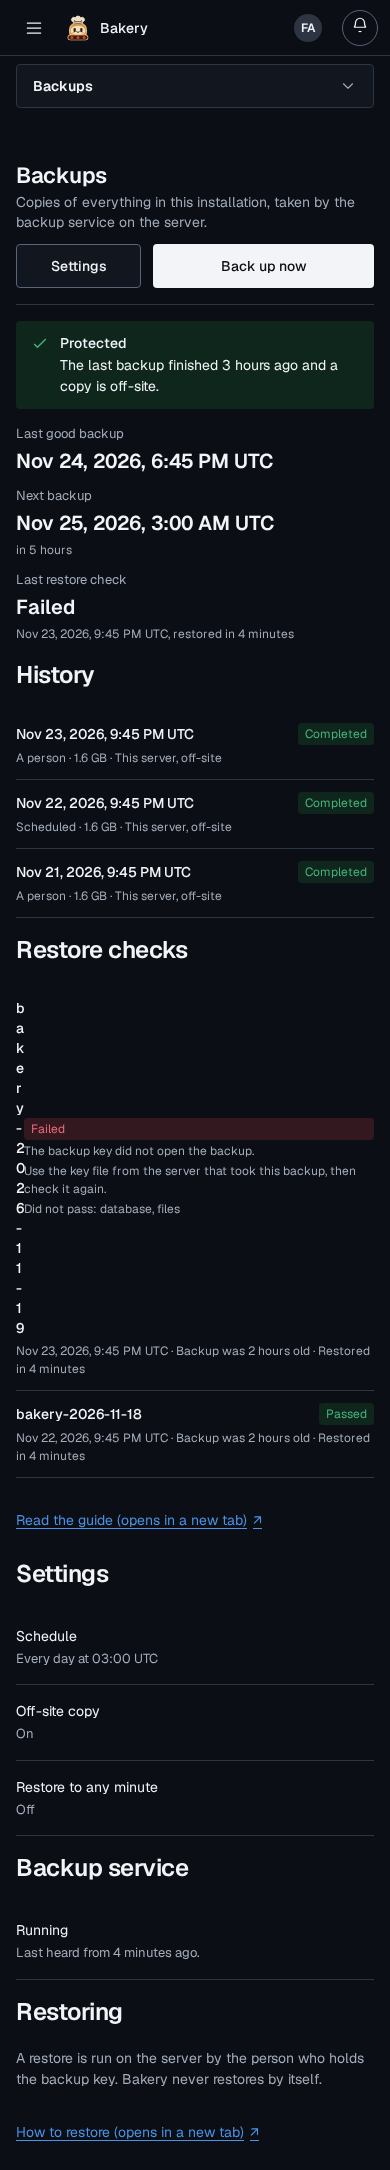 Bakery
FA
Backups
Backups
Copies of everything in this installation, taken by the
backup service on the server.
Settings
Back up now
Protected
The last backup finished 3 hours ago and a
copy is off-site.
Last good backup
Nov 24, 2026, 6:45 PM UTC
Next backup
Nov 25, 2026, 3:00 AM UTC
in 5 hours
Last restore check
Failed
Nov 23, 2026, 9:45 PM UTC, restored in 4 minutes
History
Nov 23, 2026, 9:45 PM UTC
Completed
A person · 1.6 GB · This server, off-site
Nov 22, 2026, 9:45 PM UTC
Completed
Scheduled · 1.6 GB · This server, off-site
Nov 21, 2026, 9:45 PM UTC
Completed
A person · 1.6 GB · This server, off-site
Restore checks
bakery-2026-11-19
Failed
The backup key did not open the backup.
Use the key file from the server that took this backup, then
check it again.
Did not pass: database, files
Nov 23, 2026, 9:45 PM UTC · Backup was 2 hours old · Restored
in 4 minutes
bakery-2026-11-18
Passed
Nov 22, 2026, 9:45 PM UTC · Backup was 2 hours old · Restored
in 4 minutes
Read the guide (opens in a new tab)
Settings
Schedule
Every day at 03:00 UTC
Off-site copy
On
Restore to any minute
Off
Backup service
Running
Last heard from 4 minutes ago.
Restoring
A restore is run on the server by the person who holds
the backup key. Bakery never restores by itself.
How to restore (opens in a new tab)